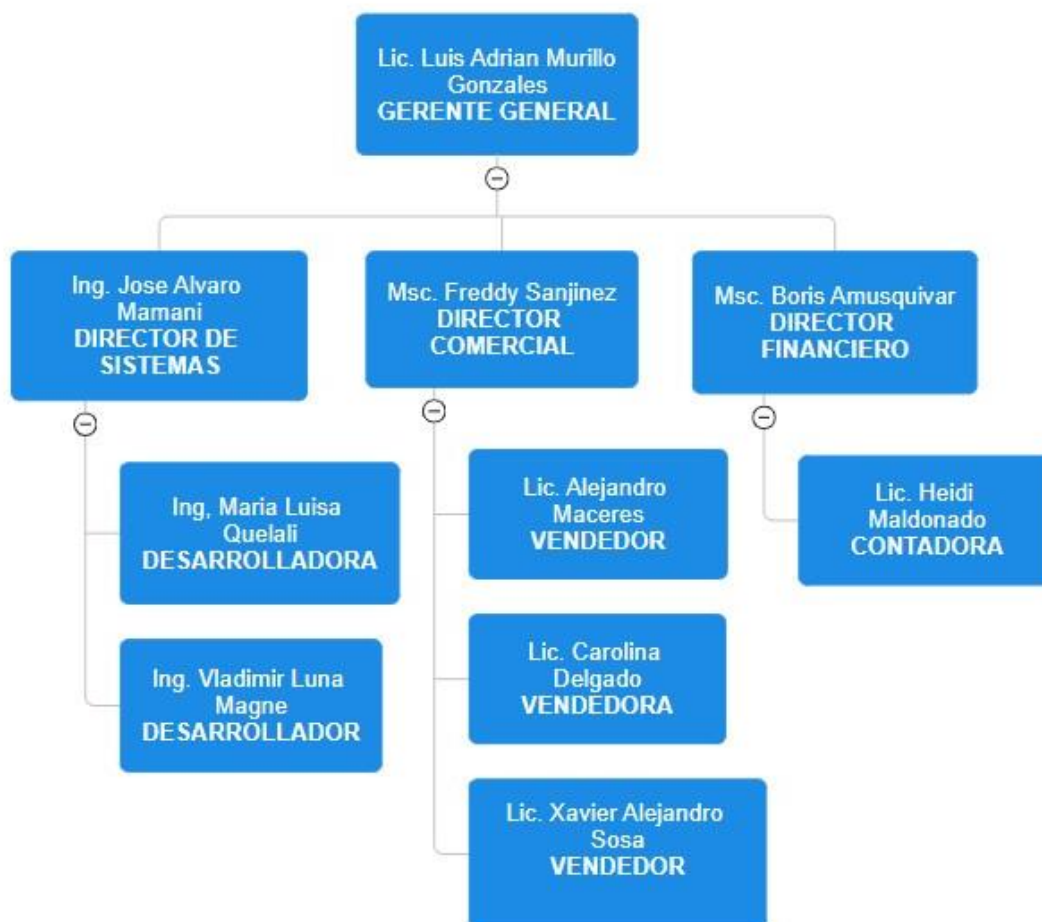 Lic. Luis Adrian Murillo
Gonzales
GERENTE GENERAL
Ing. Jose Alvaro
Mamani
DIRECTOR DE
SISTEMAS
Msc. Freddy Sanjinez
DIRECTOR
COMERCIAL
Msc. Boris Amusquivar
DIRECTOR
FINANCIERO
Ing, Maria Luisa
Quelali
DESARROLLADORA
Ing. Vladimir Luna
Magne
DESARROLLADOR
Lic. Alejandro
Maceres
VENDEDOR
Lic. Carolina
Delgado
VENDEDORA
Lic. Xavier Alejandro
Sosa
VENDEDOR
Lic. Heidi
Maldonado
CONTADORA